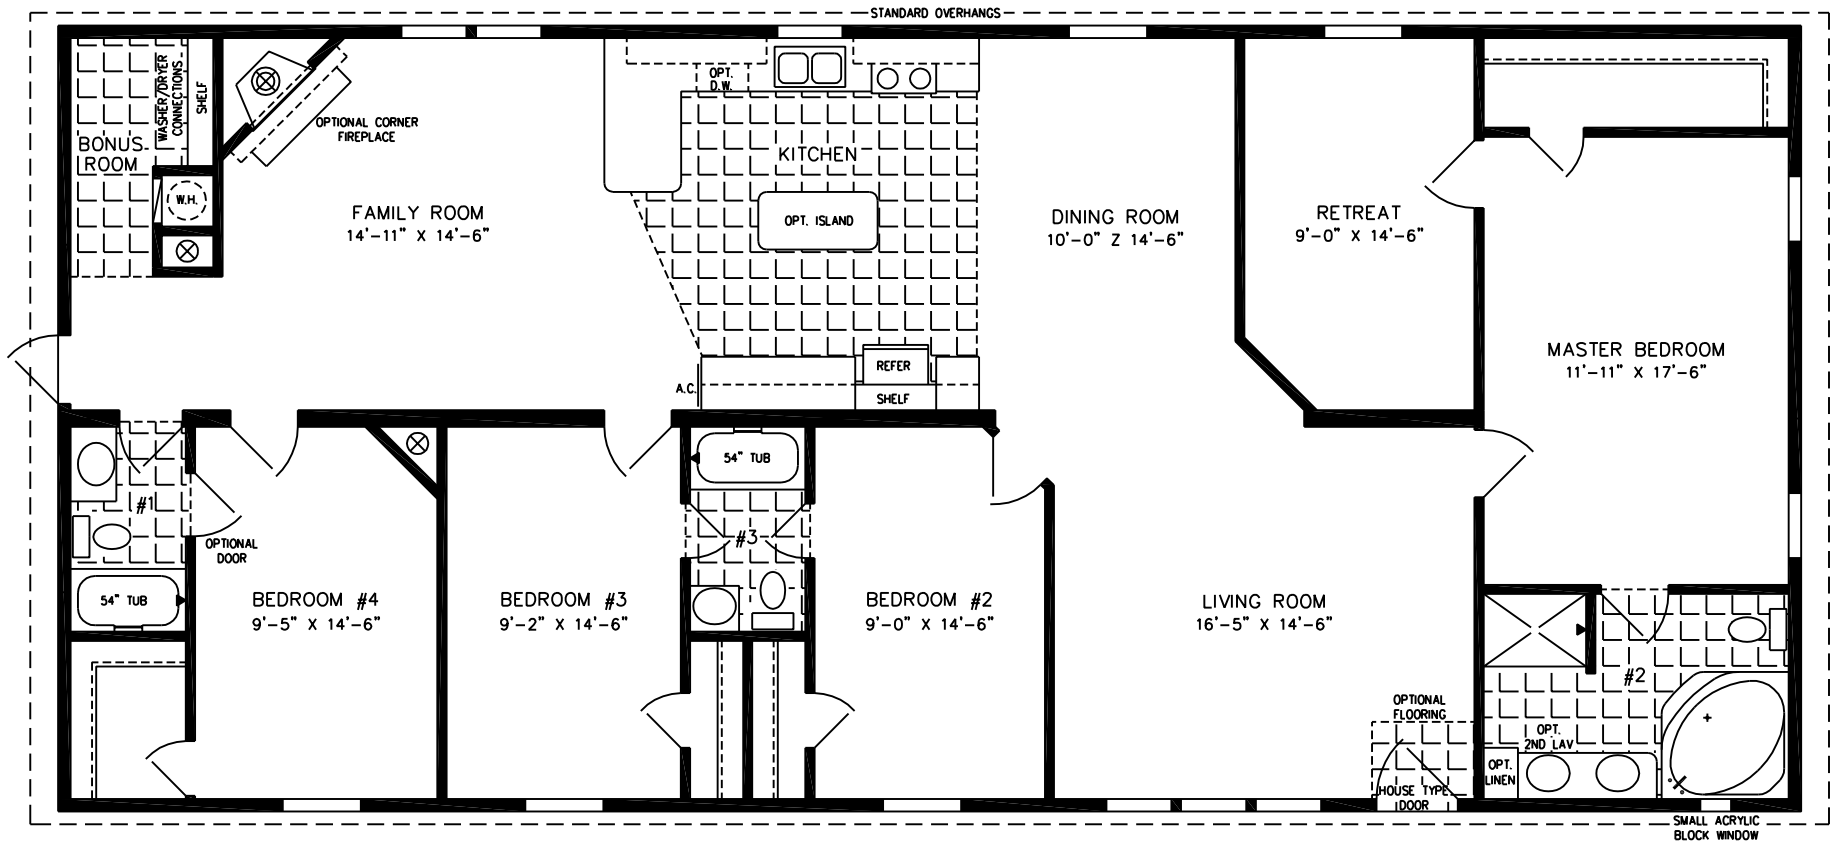 STANDARD OVERHANGS
WASHER/DRYER
CONNECTIONS
SHELF
BONUS
ROOM
W.H.
OPTIONAL CORNER
FIREPLACE
FAMILY ROOM
14'-11" X 14'-6"
OPT.
D.W.
KITCHEN
OPT. ISLAND
REFER
SHELF
A.C.
DINING ROOM
10'-0" Z 14'-6"
RETREAT
9'-0" X 14'-6"
MASTER BEDROOM
11'-11" X 17'-6"
#1
OPTIONAL
DOOR
54" TUB
BEDROOM #4
9'-5" X 14'-6"
BEDROOM #3
9'-2" X 14'-6"
54" TUB
#3
BEDROOM #2
9'-0" X 14'-6"
LIVING ROOM
16'-5" X 14'-6"
OPTIONAL
FLOORING
HOUSE TYPE
DOOR
#2
OPT.
2ND LAV
OPT.
LINEN
SMALL ACRYLIC
BLOCK WINDOW